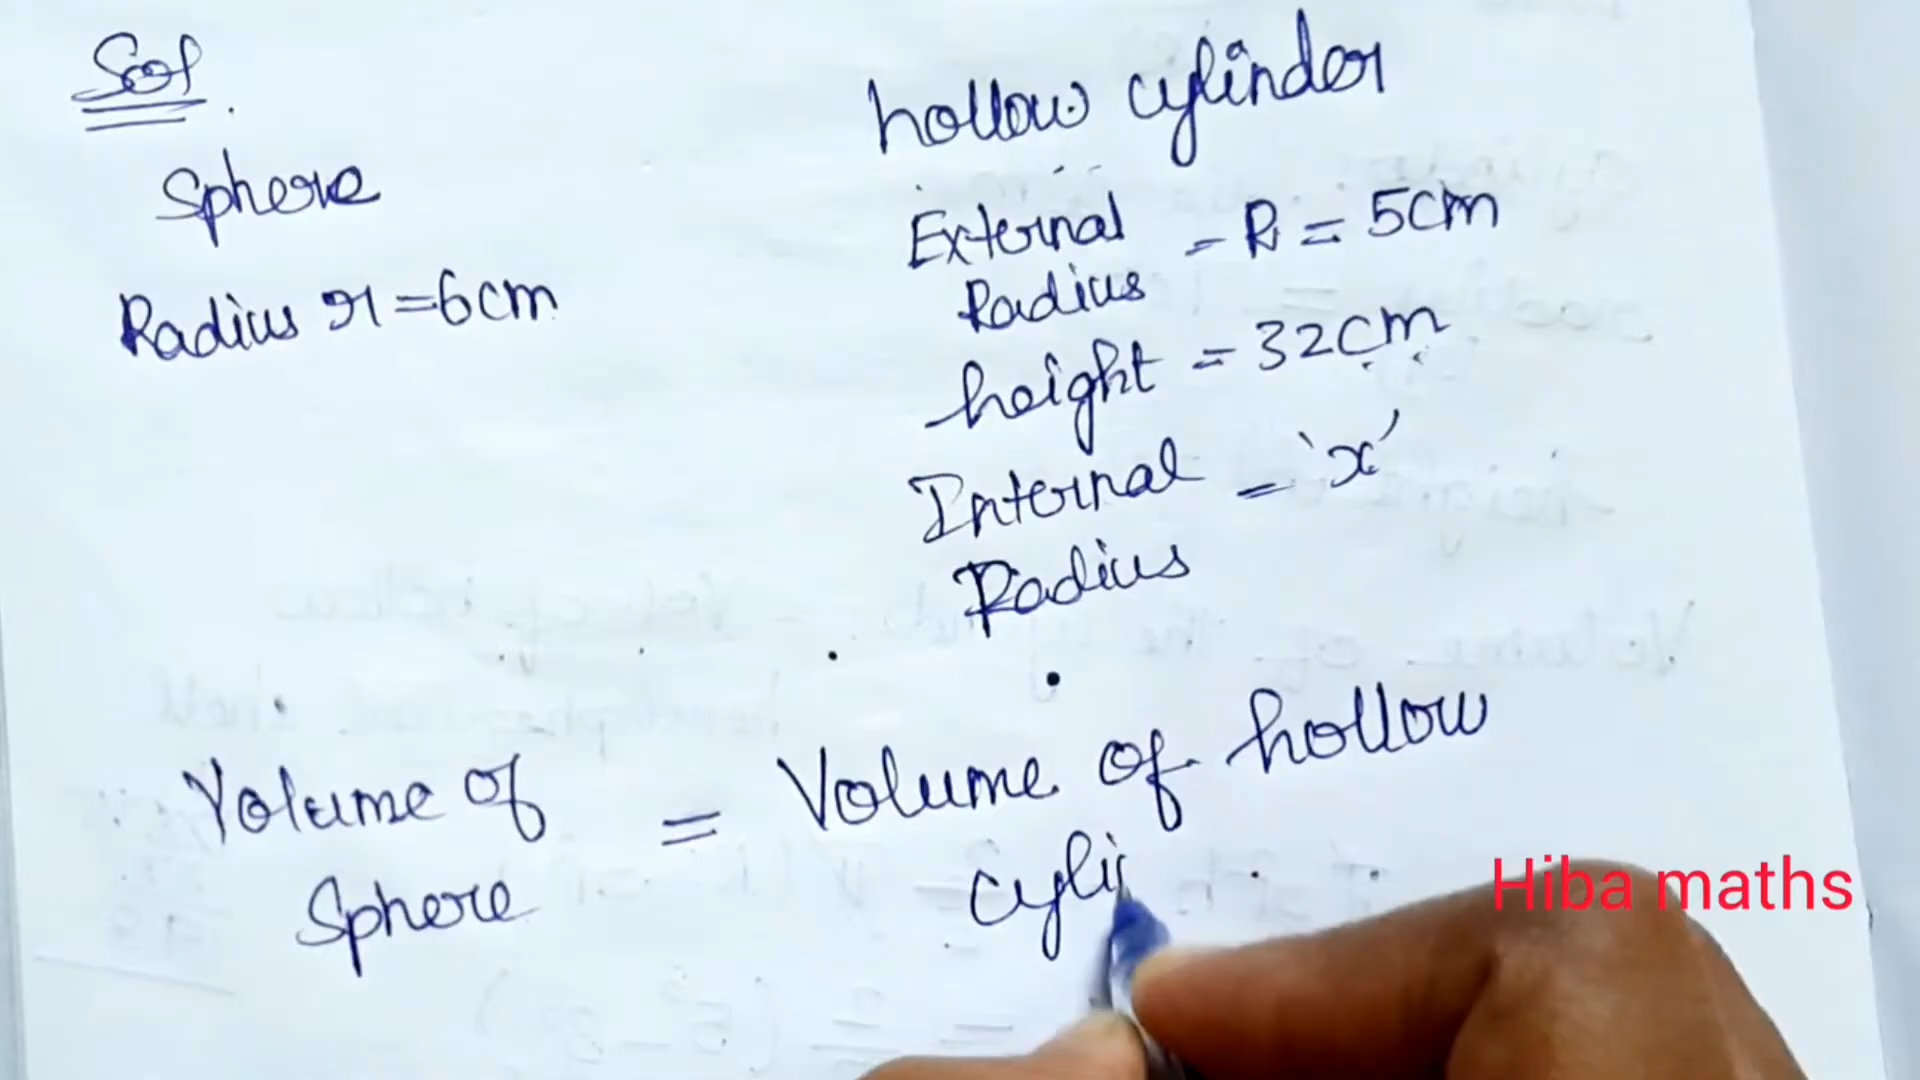 Sol
Sphere
Radius r = 6cm
hollow cylinder
External - R = 5cm
Radius
height = 32cm
Internal = 'x'
Radius
Volume of
Sphere
= Volume of hollow
cyli
Hiba maths